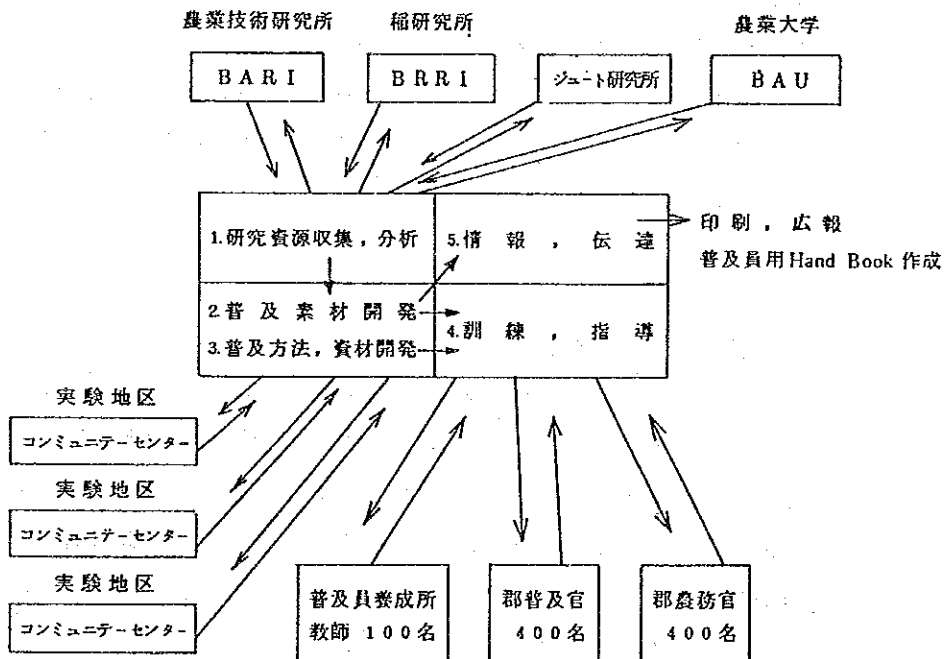 農業技術研究所 稲研究所 農業大学
BARI BRRI ジュート研究所 BAU
1.研究資源収集,分析
2.普及素材開発
3.普及方法,資材開発
5.情報,伝達
4.訓練,指導
印刷,広報
普及員用Hand Book作成
実験地区
コンミュニテーセンター
実験地区
コンミュニテーセンター
実験地区
コンミュニテーセンター
普及員養成所
教師 100名
郡普及官
400名
郡農務官
400名